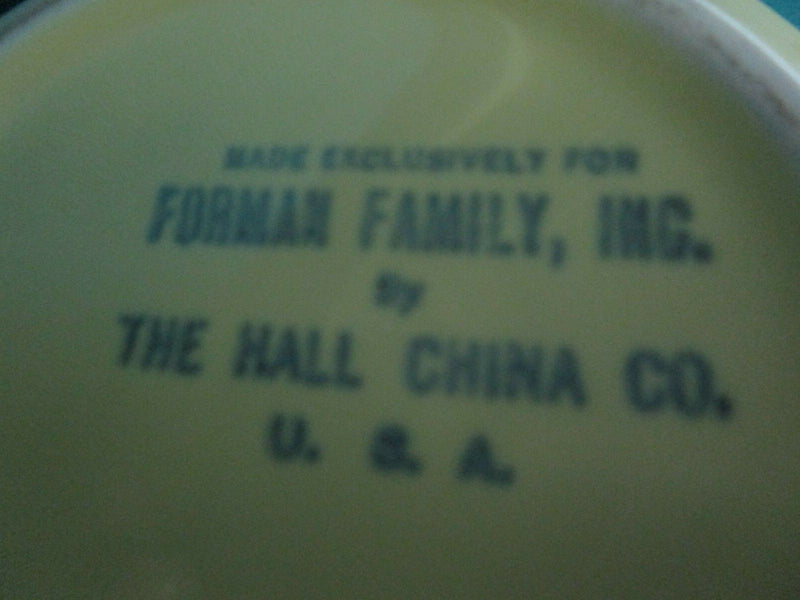 MADE EXCLUSIVELY FOR
FORMAN FAMILY, INC.
By
THE HALL CHINA CO.
U. S. A.